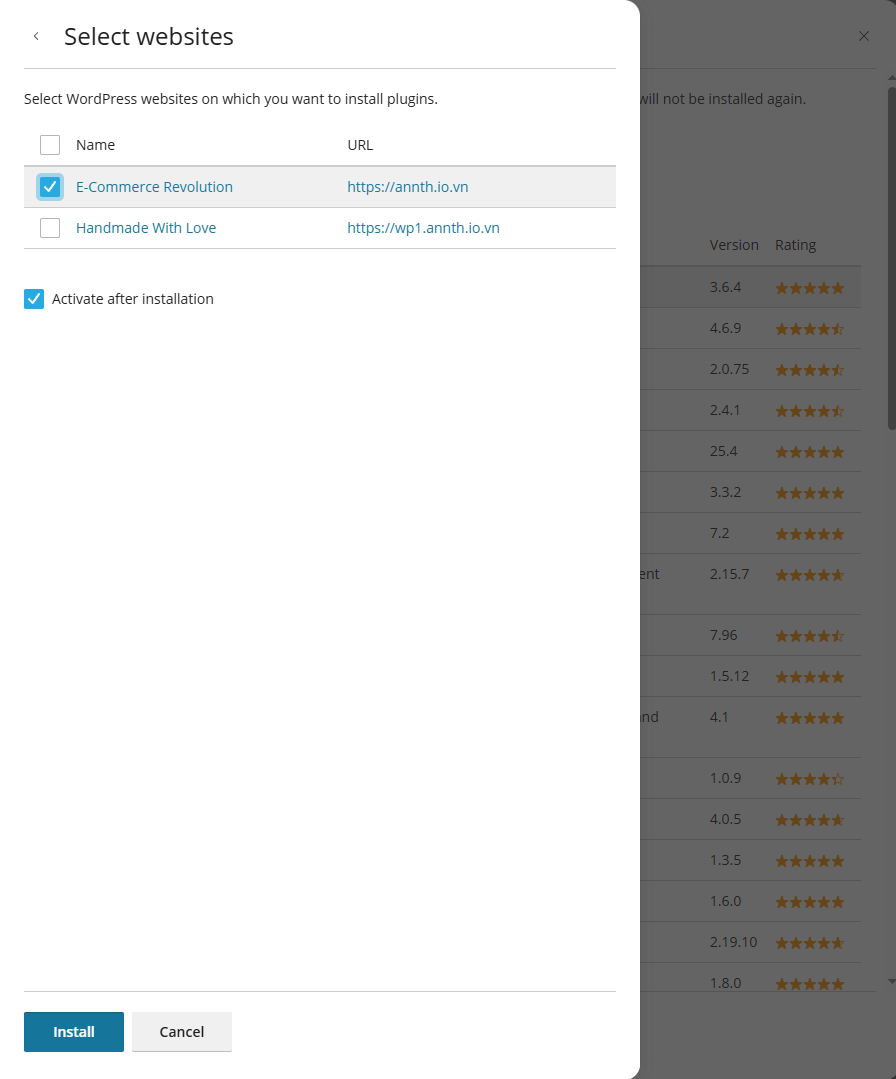 Select websites
Select WordPress websites on which you want to install plugins.
will not be installed again.
Name URL
E-Commerce Revolution https://annth.io.vn
Handmade With Love https://wp1.annth.io.vn
Activate after installation
Version Rating
3.6.4
4.6.9
2.0.75
2.4.1
25.4
3.3.2
7.2
ent 2.15.7
7.96
1.5.12
and 4.1
1.0.9
4.0.5
1.3.5
1.6.0
2.19.10
1.8.0
Install Cancel